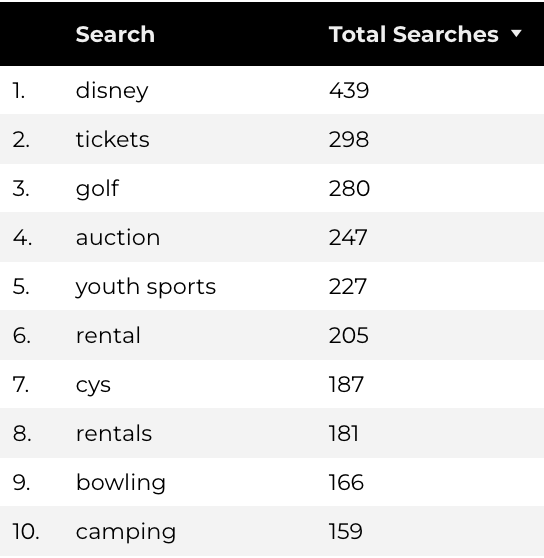 Search Total Searches ▼
1. disney 439
2. tickets 298
3. golf 280
4. auction 247
5. youth sports 227
6. rental 205
7. cys 187
8. rentals 181
9. bowling 166
10. camping 159